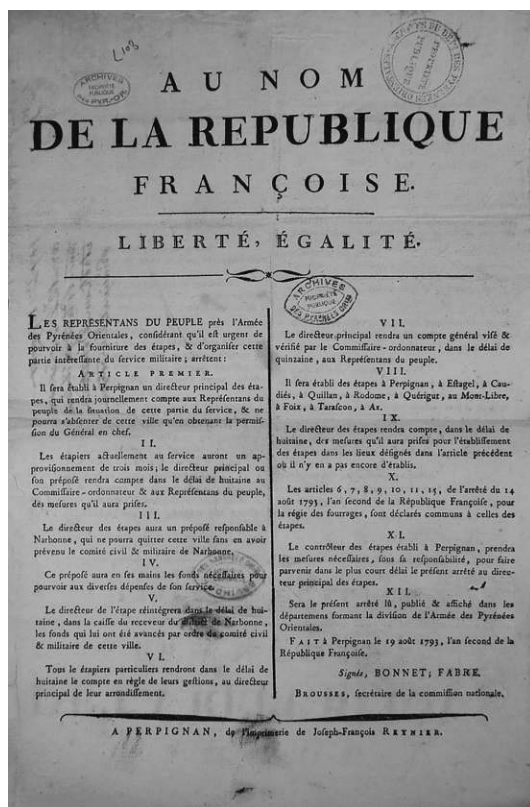 L 103
ARCHIVES
PROPRIÉTÉ
PUBLIQUE
AU NOM
DE LA REPUBLIQUE
FRANÇOISE.
LIBERTÉ, ÉGALITÉ.
ARCHIVES
PROPRIÉTÉ
PUBLIQUE
DES PYRÉNÉES ORIES
LES REPRÉSENTANS DU PEUPLE près l'Armée
des Pyrénées Orientales, considérant qu'il eſt urgent de
pourvoir à la fourniture des étapes, & d'organiſer cette
partie intéreſſante du ſervice militaire; arrêtent:
ARTICLE PREMIER.
Il ſera établi à Perpignan un directeur principal des éta-
pes, qui rendra journellement compte aux Repréſentans du
peuple de la ſituation de cette partie du ſervice, & ne
pourra s'abſenter de cette ville qu'en obtenant la permiſ-
ſion du Général en chef.
II.
Les étapiers actuellement au ſervice auront un ap-
proviſionnement de trois mois; le directeur principal ou
ſon prépoſé rendra compte dans le délai de huitaine au
Commiſſaire-ordonnateur & aux Repréſentans du peuple,
des meſures qu'il aura priſes.
III.
Le directeur des étapes aura un prépoſé reſponſable à
Narbonne, qui ne pourra quitter cette ville ſans en avoir
prévenu le comité civil & militaire de Narbonne.
IV.
Ce prépoſé aura en ſes mains les fonds néceſſaires pour
pourvoir aux diverſes dépenſes de ſon ſervice.
V.
Le directeur de l'étape réintégrera dans le délai de hui-
taine, dans la caiſſe du receveur du de Narbonne,
les fonds qui lui ont été avancés par ordre du comité civil
& militaire de cette ville.
VI.
Tous les étapiers particuliers rendront dans le délai de
huitaine le compte en règle de leurs geſtions, au directeur
principal de leur arrondiſſement.
VII.
Le directeur principal rendra un compte général viſé &
vérifié par le Commiſſaire-ordonnateur, dans le délai de
quinzaine, aux Repréſentans du peuple.
VIII.
Il ſera établi des étapes à Perpignan, à Eſtagel, à Cau-
diés, à Quillan, à Rodome, à Quérigut, au Mont-Libre,
à Foix, à Taraſcon, à Ax.
IX.
Le directeur des étapes rendra compte, dans le délai de
huitaine, des meſures qu'il aura priſes pour l'établiſſement
des étapes dans les lieux déſignés dans l'article précédent
où il n'y en a pas encore d'établis.
X.
Les articles 6, 7, 8, 9, 10, 11, 15, de l'arrêté du 14
août 1793, l'an ſecond de la République Françoiſe, pour
la régie des fourrages, ſont déclarés communs à celles des
étapes.
XI.
Le contrôleur des étapes établi à Perpignan, prendra
les meſures néceſſaires, ſous ſa reſponſabilité, pour faire
parvenir dans le plus court délai le préſent arrêté au direc-
teur principal des étapes.
XII.
Sera le préſent arrêté lû, publié & affiché dans les
départemens formant la diviſion de l'Armée des Pyrénées
Orientales.
FAIT à Perpignan le 19 août 1793, l'an ſecond de la
République Françoiſe.
Signés, BONNET; FABRE.
BROUSSES, ſecrétaire de la commiſſion nationale.
A PERPIGNAN, de l'Imprimerie de Joſeph-François REYNIER.